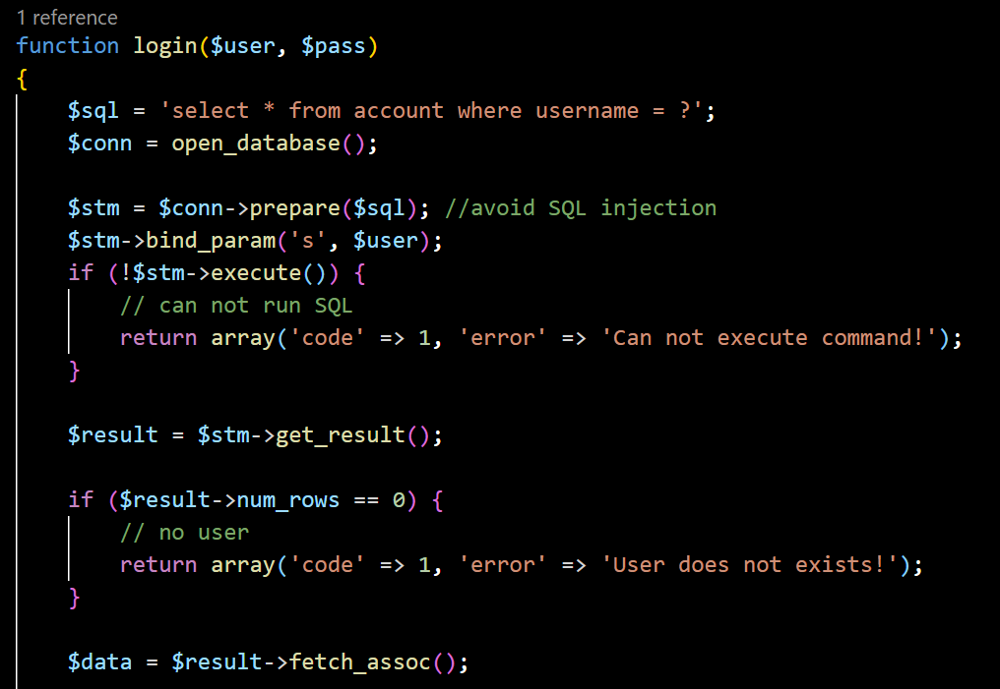 1 reference
function login($user, $pass)
{
    $sql = 'select * from account where username = ?';
    $conn = open_database();

    $stm = $conn->prepare($sql); //avoid SQL injection
    $stm->bind_param('s', $user);
    if (!$stm->execute()) {
        // can not run SQL
        return array('code' => 1, 'error' => 'Can not execute command!');
    }

    $result = $stm->get_result();

    if ($result->num_rows == 0) {
        // no user
        return array('code' => 1, 'error' => 'User does not exists!');
    }

    $data = $result->fetch_assoc();